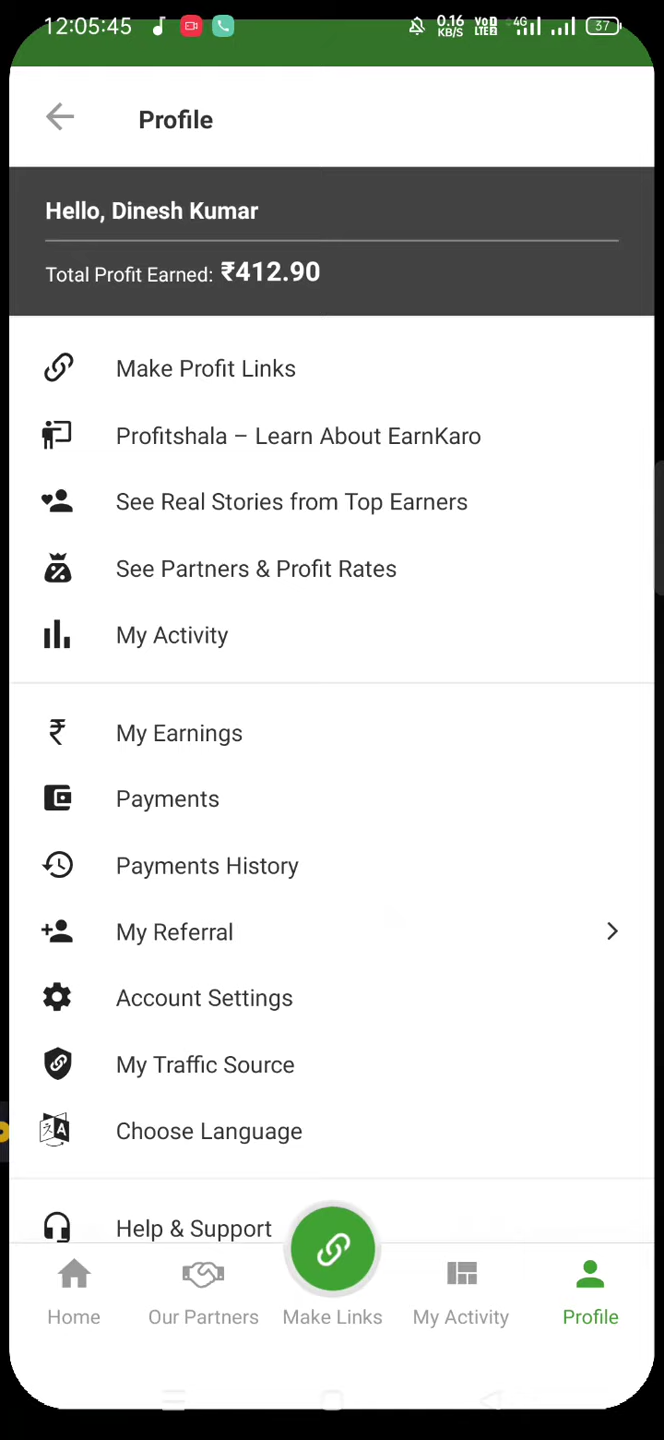 12:05:45
0.16 KB/S
VoD LTE2
4G
37
Profile
Hello, Dinesh Kumar
Total Profit Earned: ₹412.90
Make Profit Links
Profitshala – Learn About EarnKaro
See Real Stories from Top Earners
See Partners & Profit Rates
My Activity
My Earnings
Payments
Payments History
My Referral
Account Settings
My Traffic Source
Choose Language
Help & Support
Home
Our Partners
Make Links
My Activity
Profile